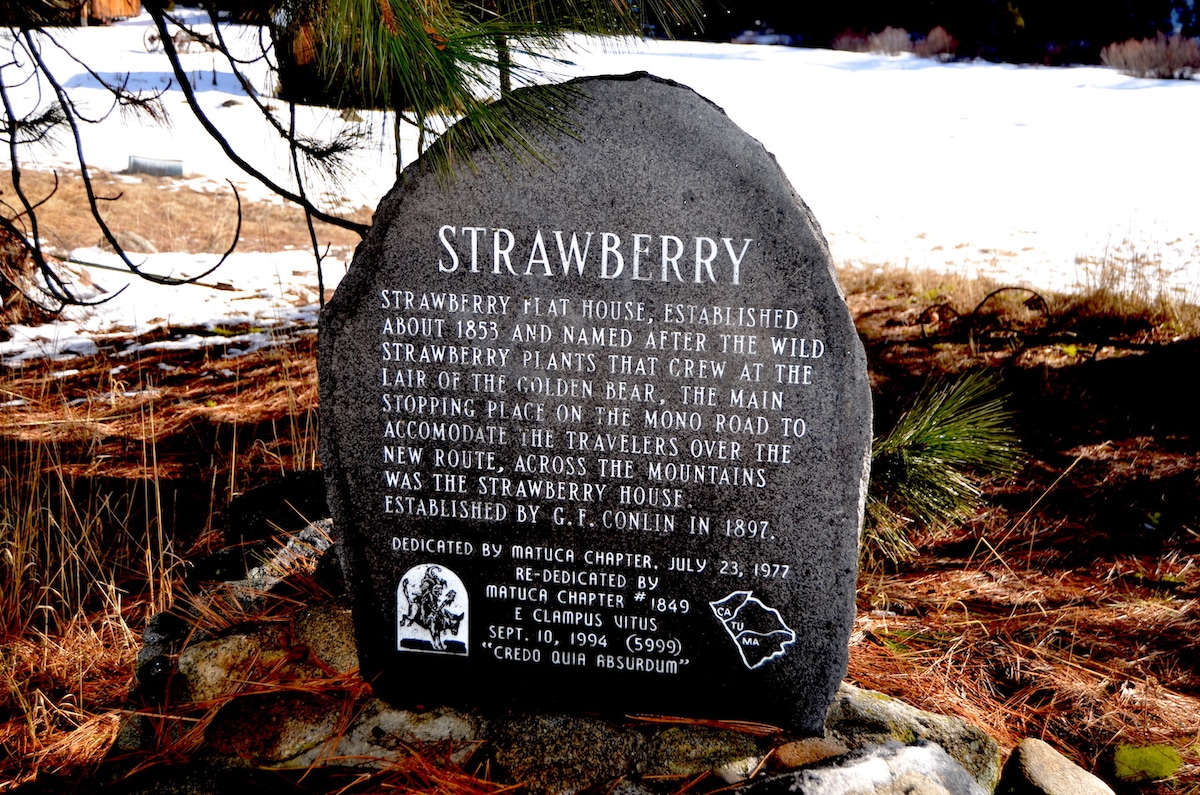 STRAWBERRY
STRAWBERRY FLAT HOUSE, ESTABLISHED
ABOUT 1853 AND NAMED AFTER THE WILD
STRAWBERRY PLANTS THAT GREW AT THE
LAIR OF THE GOLDEN BEAR, THE MAIN
STOPPING PLACE ON THE MONO ROAD TO
ACCOMODATE THE TRAVELERS OVER THE
NEW ROUTE, ACROSS THE MOUNTAINS
WAS THE STRAWBERRY HOUSE.
ESTABLISHED BY G.F. CONLIN IN 1897.
DEDICATED BY MATUCA CHAPTER, JULY 23, 1977
RE-DEDICATED BY
MATUCA CHAPTER #1849
E CLAMPUS VITUS
SEPT. 10, 1994 (5999)
"CREDO QUIA ABSURDUM"
CA
TU
MA